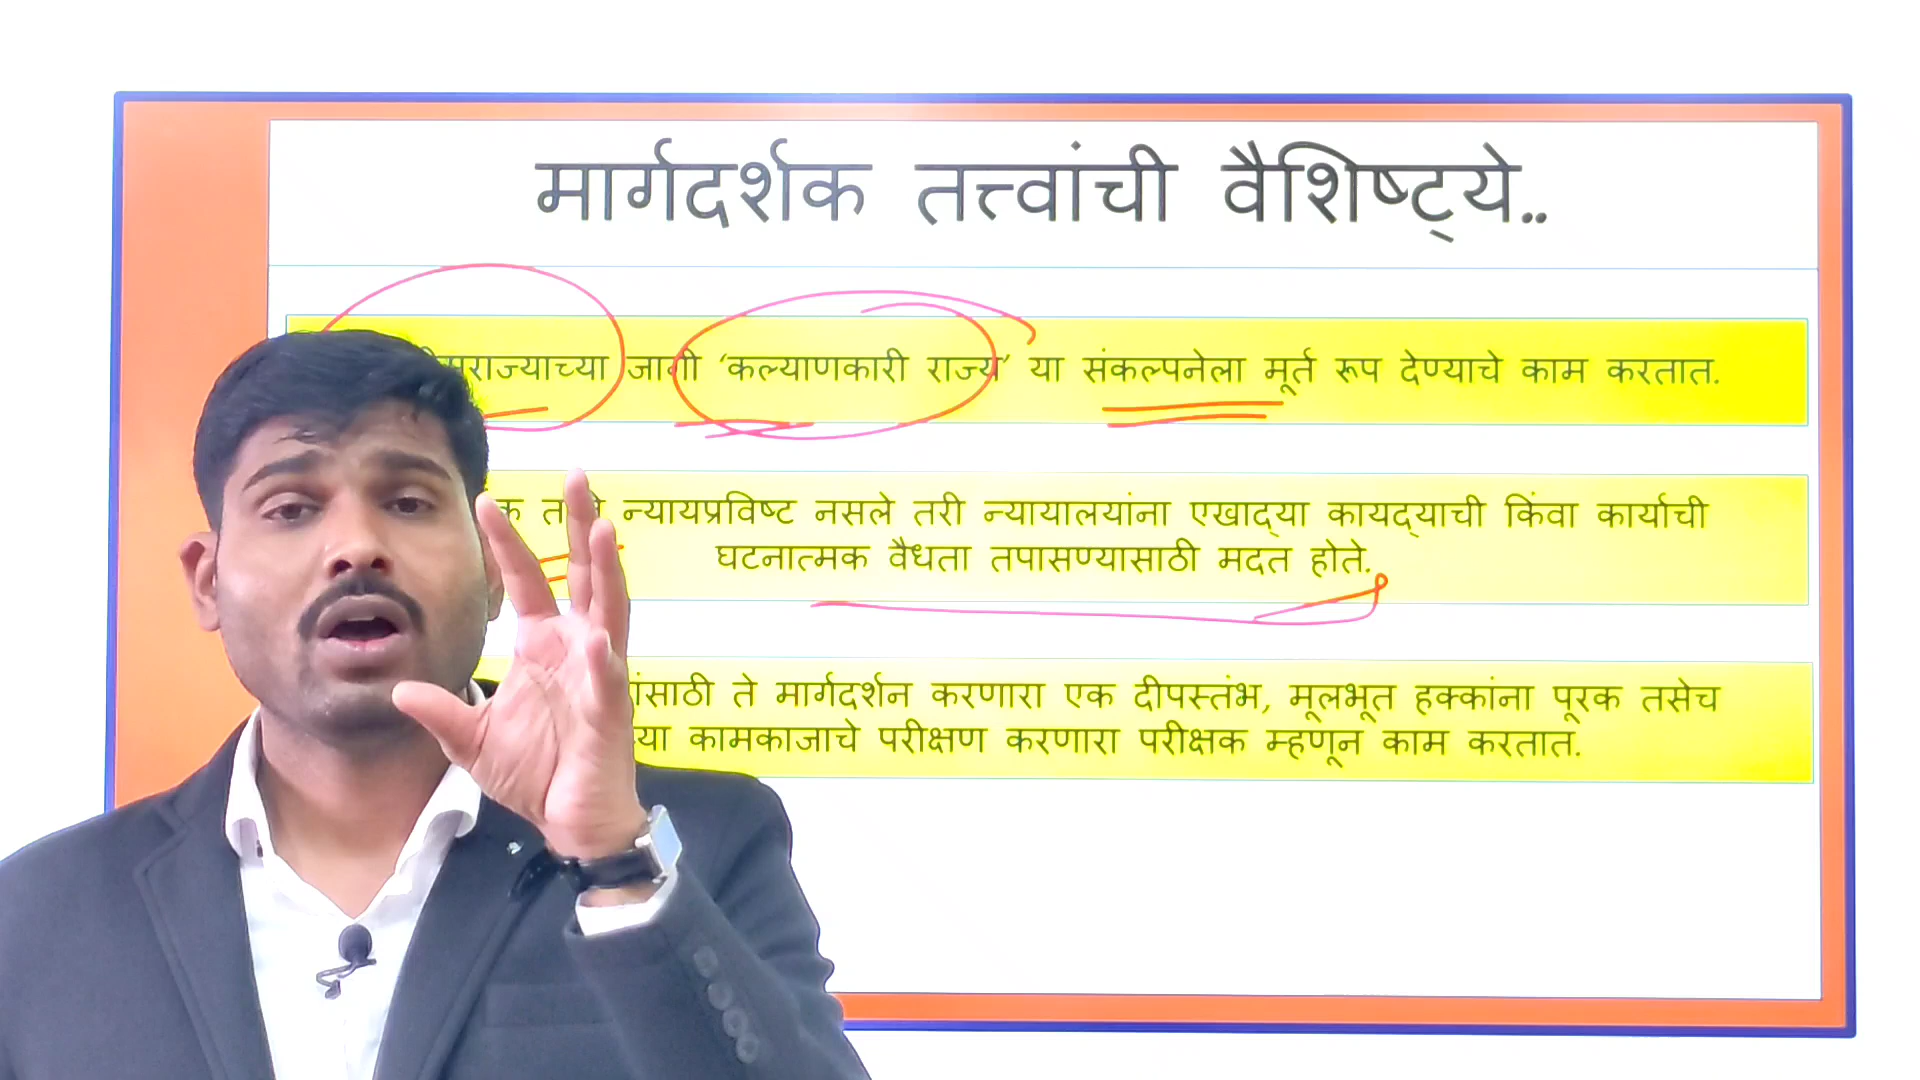 मार्गदर्शक तत्त्वांची वैशिष्ट्ये..
जागी ‘कल्याणकारी राज्य’ या संकल्पनेला मूर्त रूप देण्याचे काम करतात.
न्यायप्रविष्ट नसले तरी न्यायालयांना एखाद्या कायद्याची किंवा कार्याची
घटनात्मक वैधता तपासण्यासाठी मदत होते.
ते मार्गदर्शन करणारा एक दीपस्तंभ, मूलभूत हक्कांना पूरक तसेच
कामकाजाचे परीक्षण करणारा परीक्षक म्हणून काम करतात.